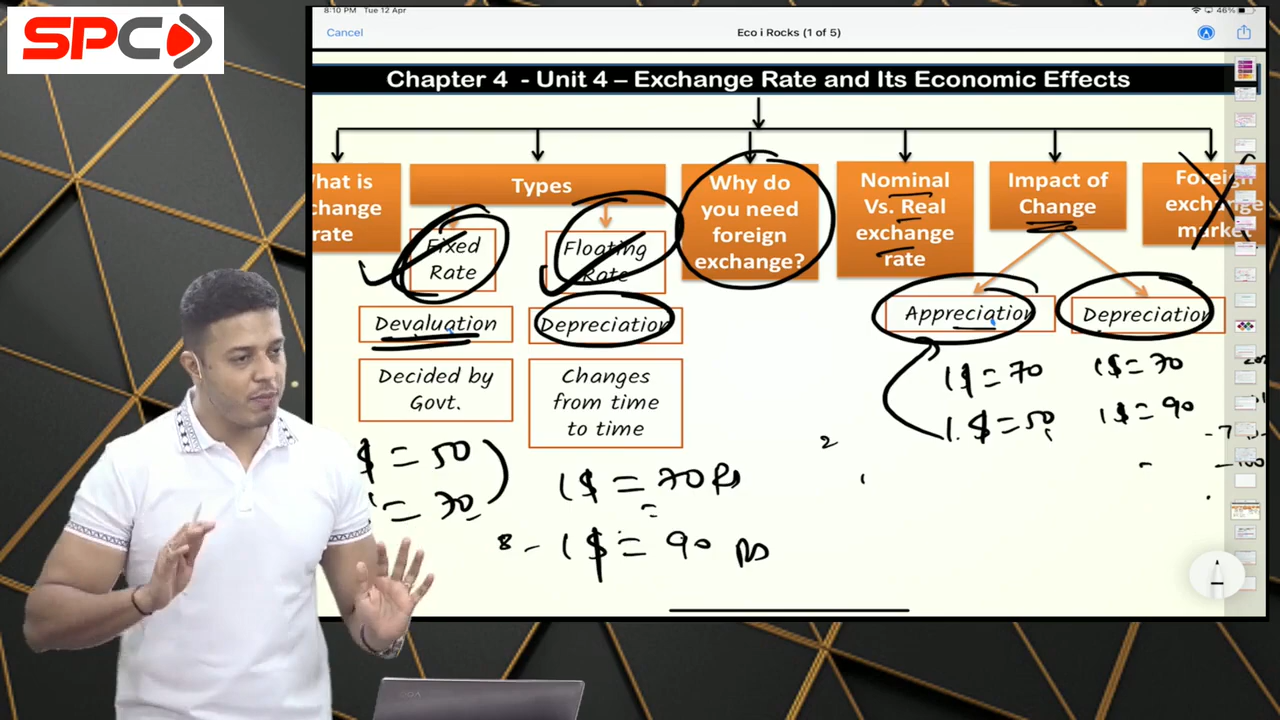 SPC
8:10 PM Tue 12 Apr
46%
Cancel
Eco i Rocks (1 of 5)
Chapter 4 - Unit 4 – Exchange Rate and Its Economic Effects
hat is
change
rate
Types
Fixed
Rate
Devaluation
Decided by
Govt.
$ = 50
= 70
Floating
Rate
Depreciation
Changes
from time
to time
1$ = 70 Rs
8 - 1$ = 90 Rs
Why do
you need
foreign
exchange?
Nominal
Vs. Real
exchange
rate
Impact of
Change
Appreciation
1$ = 70
1 $ = 50
Depreciation
1$ = 70
1$ = 90
2
Foreign
exchange
market